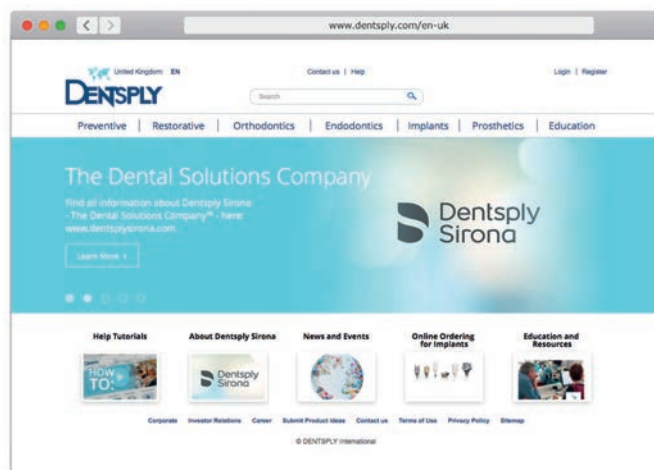 www.dentsply.com/en-uk
United Kingdom EN
Contact us | Help
Login | Register
DENTSPLY
Search
Preventive | Restorative | Orthodontics | Endodontics | Implants | Prosthetics | Education
The Dental Solutions Company
Find all information about Dentsply Sirona
- The Dental Solutions Company™ - here:
www.dentsplysirona.com
Learn More
Dentsply
Sirona
Help Tutorials
About Dentsply Sirona
News and Events
Online Ordering
for Implants
Education and
Resources
HOW
TO:
Dentsply
Sirona
Corporate Investor Relations Career Submit Product Ideas Contact us Terms of Use Privacy Policy Sitemap
© DENTSPLY International